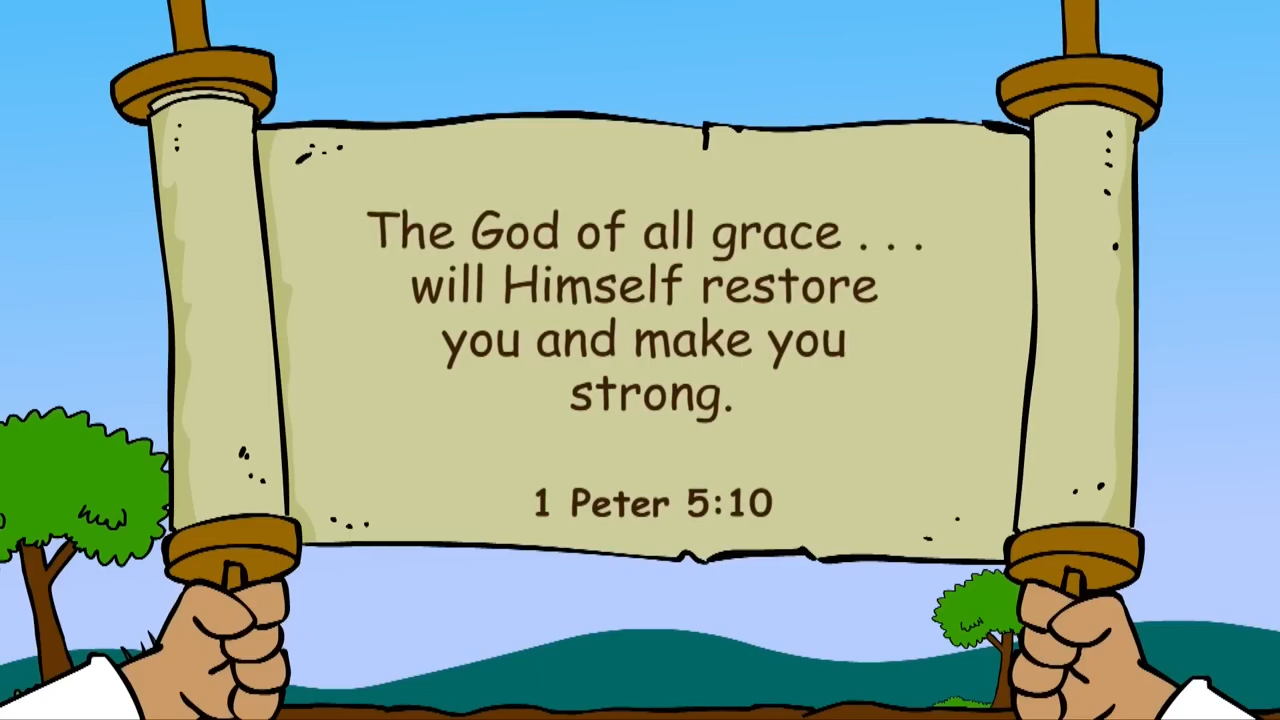 The God of all grace . . .
will Himself restore
you and make you
strong.
1 Peter 5:10